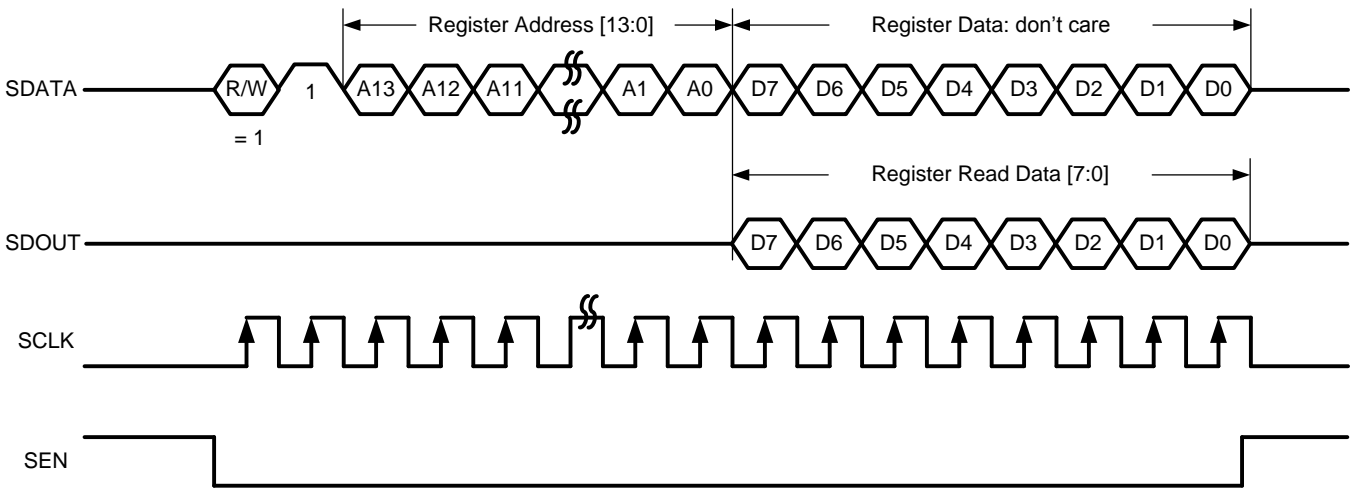 Register Address [13:0] Register Data: don't care
SDATA R/W 1 A13 A12 A11 A1 A0 D7 D6 D5 D4 D3 D2 D1 D0
= 1
Register Read Data [7:0]
SDOUT D7 D6 D5 D4 D3 D2 D1 D0
SCLK
SEN